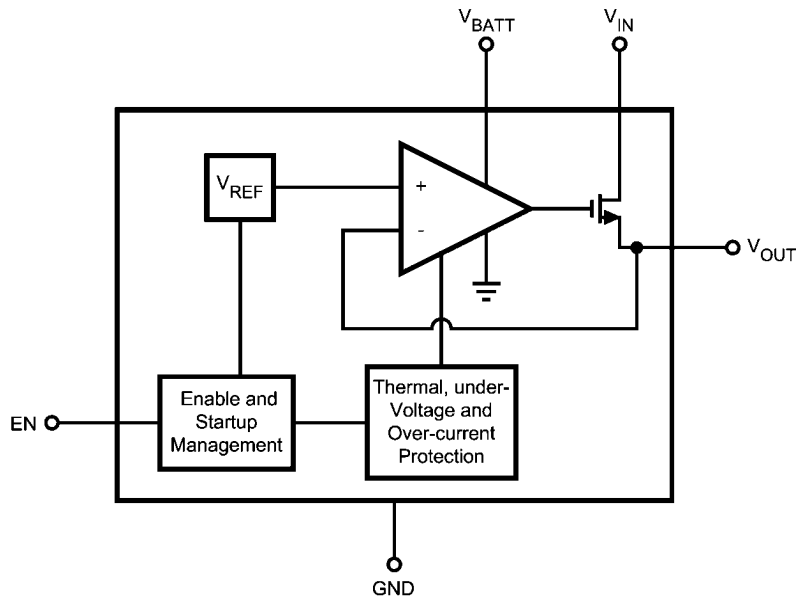 VBATT
VIN
VREF
+
-
VOUT
Enable and
Startup
Management
Thermal, under-
Voltage and
Over-current
Protection
EN
GND